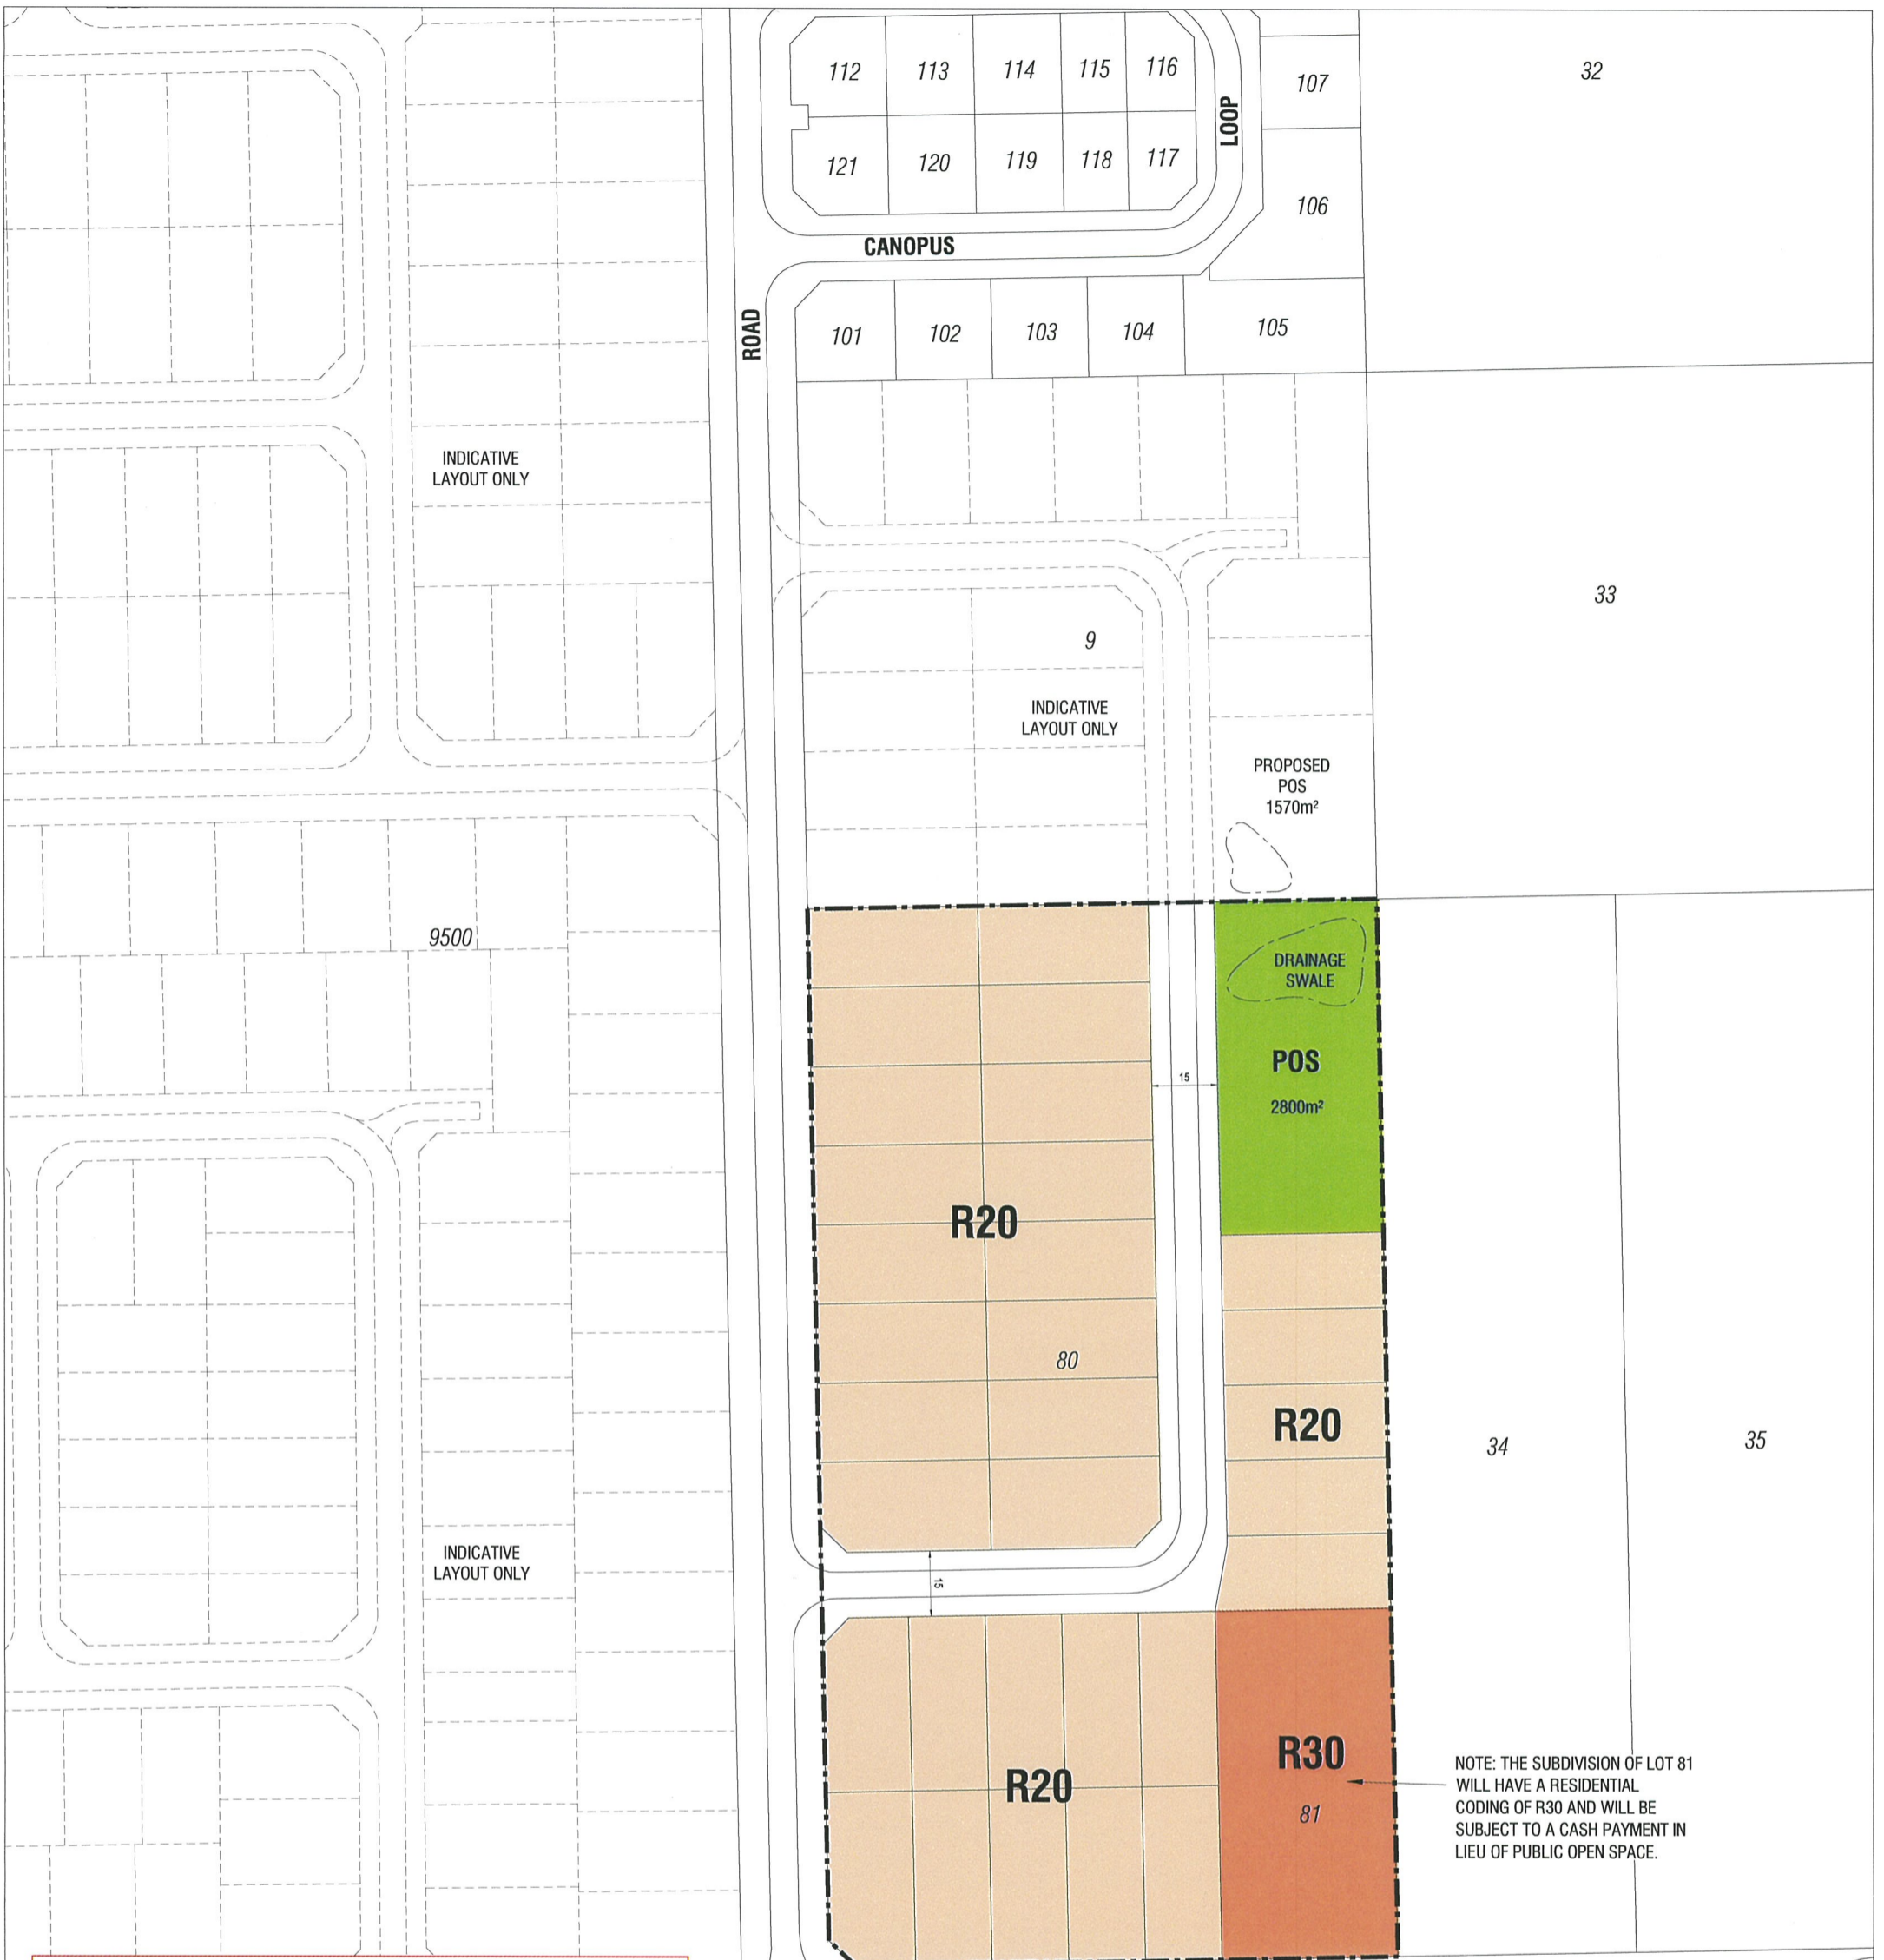 112
113
114
115
116
107
32
LOOP
121
120
119
118
117
106
CANOPUS
ROAD
101
102
103
104
105
INDICATIVE
LAYOUT ONLY
33
9
INDICATIVE
LAYOUT ONLY
PROPOSED
POS
1570m²
9500
DRAINAGE
SWALE
POS
2800m²
15
R20
80
R20
34
35
INDICATIVE
LAYOUT ONLY
15
R20
R30
81
NOTE: THE SUBDIVISION OF LOT 81
WILL HAVE A RESIDENTIAL
CODING OF R30 AND WILL BE
SUBJECT TO A CASH PAYMENT IN
LIEU OF PUBLIC OPEN SPACE.